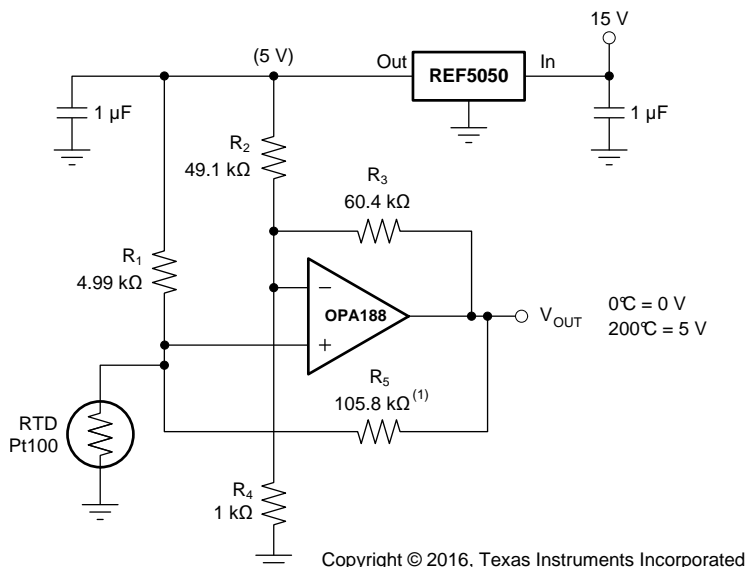 15 V
(5 V)
Out
REF5050
In
1 µF
1 µF
R2
49.1 kΩ
R3
60.4 kΩ
R1
4.99 kΩ
−
OPA188
+
VOUT
0°C = 0 V
200°C = 5 V
R5
105.8 kΩ(1)
RTD
Pt100
R4
1 kΩ
Copyright © 2016, Texas Instruments Incorporated